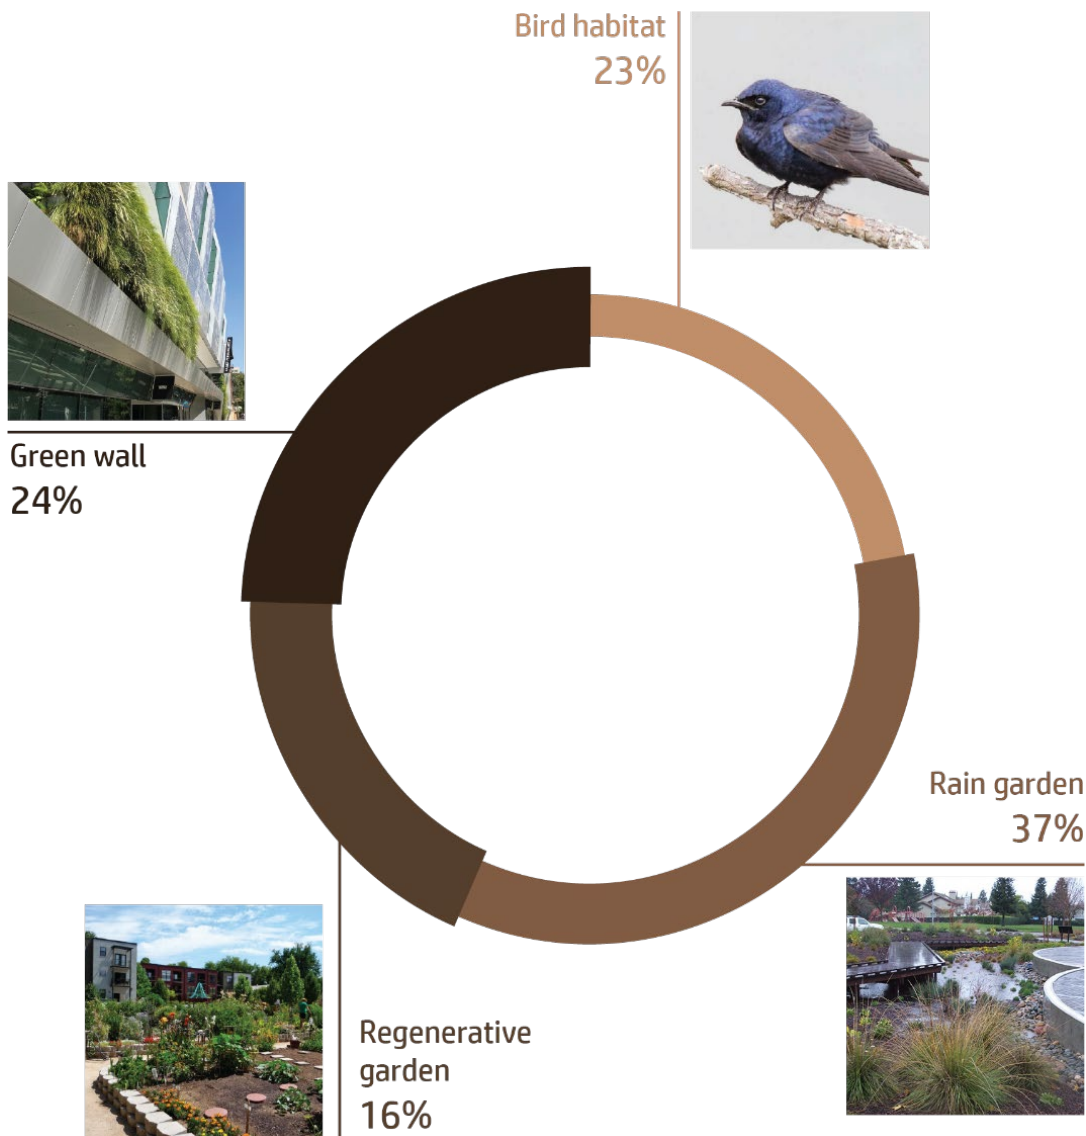 Bird habitat
23%
Green wall
24%
Rain garden
37%
Regenerative
garden
16%